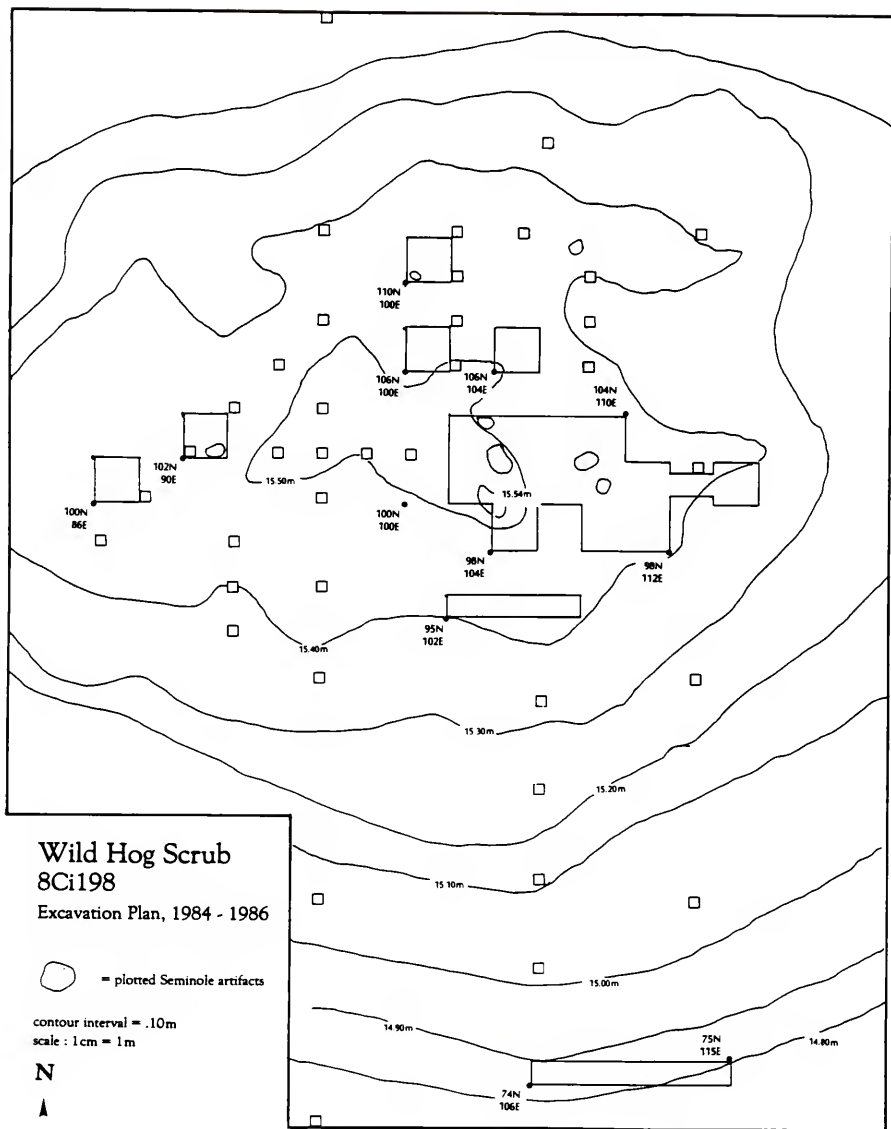 110N
100E
106N
100E
106N
104E
104N
110E
102N
90E
15.50m
15.54m
100N
86E
100N
100E
98N
104E
98N
112E
95N
102E
15.40m
15.30m
15.20m
Wild Hog Scrub
8Ci198
Excavation Plan, 1984 - 1986
= plotted Seminole artifacts
contour interval = .10m
scale : 1cm = 1m
N
15.10m
15.00m
14.90m
75N
115E
14.80m
74N
106E